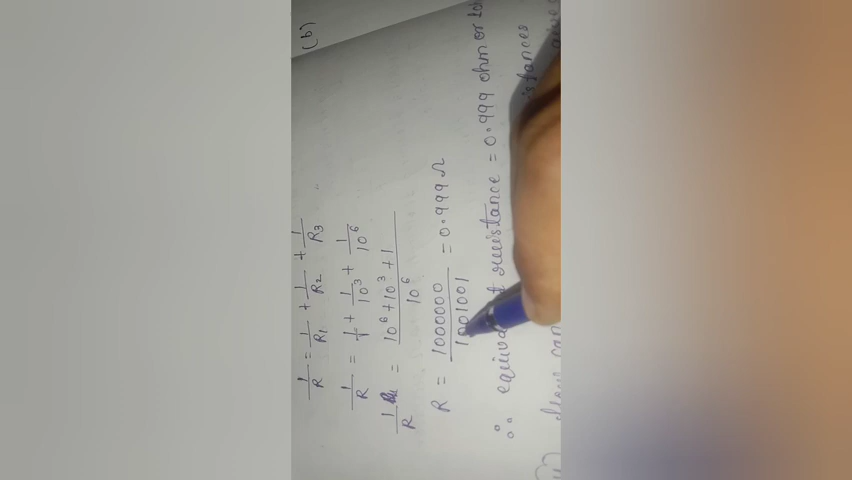 (b)
1/R = 1/R1 + 1/R2 + 1/R3
1/R = 1/1 + 1/10³ + 1/10⁶
1/R = 10⁶ + 10³ + 1 / 10⁶
R = 1000000/1001001 = 0.999 Ω
∴ resistance = 0.999 ohm or